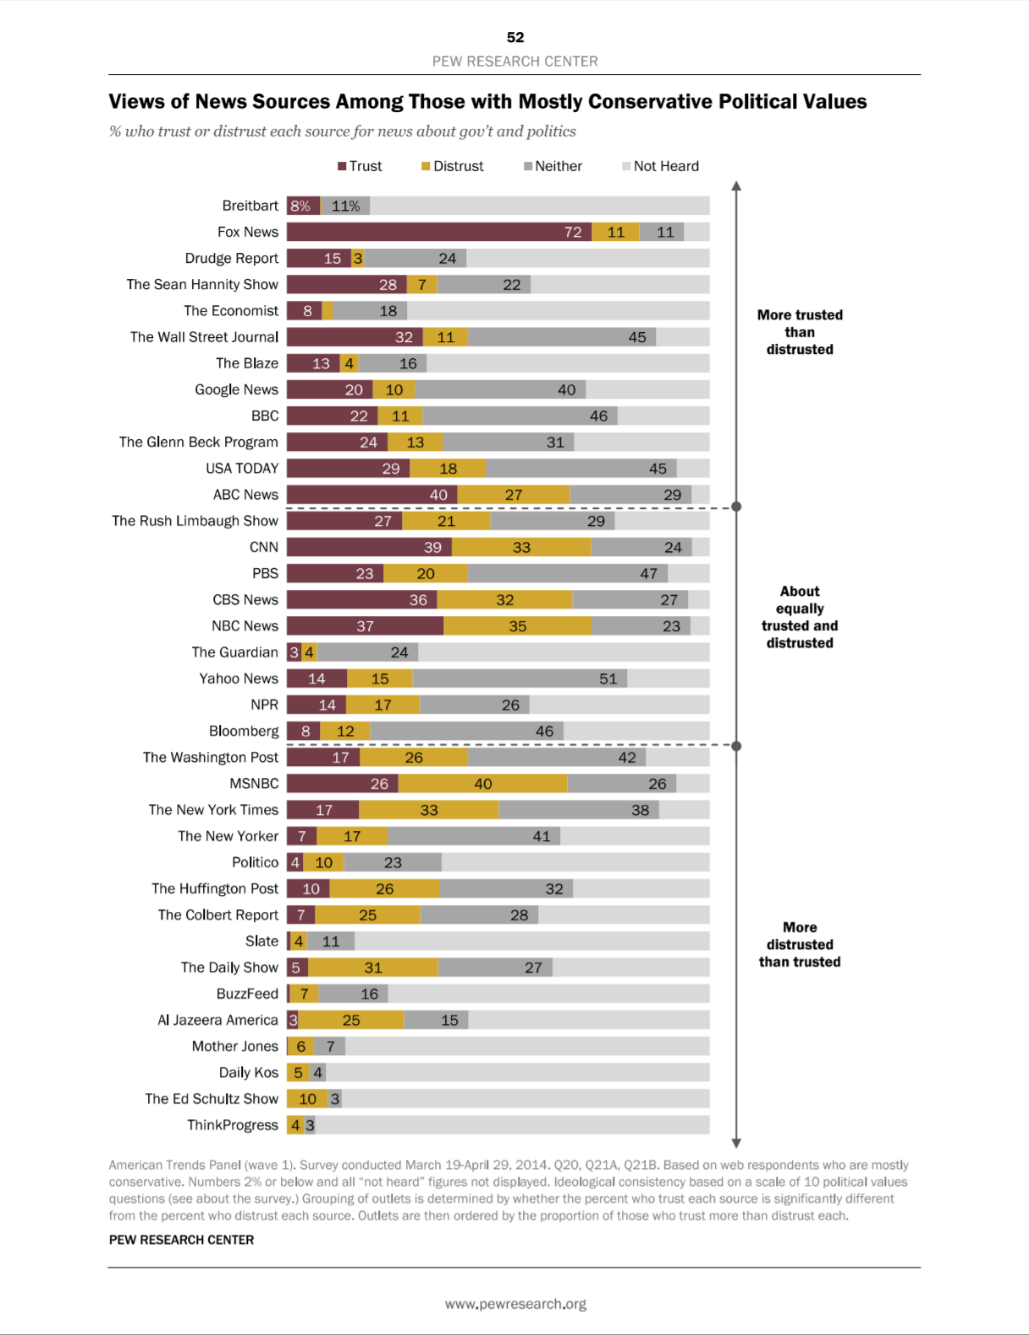 52
PEW RESEARCH CENTER
Views of News Sources Among Those with Mostly Conservative Political Values
% who trust or distrust each source for news about gov't and politics
Trust Distrust Neither Not Heard
Breitbart 8% 11%
Fox News 72 11 11
Drudge Report 15 3 24
The Sean Hannity Show 28 7 22
The Economist 8 18
The Wall Street Journal 32 11 45
The Blaze 13 4 16
Google News 20 10 40
BBC 22 11 46
The Glenn Beck Program 24 13 31
USA TODAY 29 18 45
ABC News 40 27 29
More trusted
than
distrusted
The Rush Limbaugh Show 27 21 29
CNN 39 33 24
PBS 23 20 47
CBS News 36 32 27
NBC News 37 35 23
The Guardian 3 4 24
Yahoo News 14 15 51
NPR 14 17 26
Bloomberg 8 12 46
About
equally
trusted and
distrusted
The Washington Post 17 26 42
MSNBC 26 40 26
The New York Times 17 33 38
The New Yorker 7 17 41
Politico 4 10 23
The Huffington Post 10 26 32
The Colbert Report 7 25 28
Slate 4 11
The Daily Show 5 31 27
BuzzFeed 7 16
Al Jazeera America 3 25 15
Mother Jones 6 7
Daily Kos 5 4
The Ed Schultz Show 10 3
ThinkProgress 4 3
More
distrusted
than trusted
American Trends Panel (wave 1). Survey conducted March 19-April 29, 2014. Q20, Q21A, Q21B. Based on web respondents who are mostly
conservative. Numbers 2% or below and all "not heard" figures not displayed. Ideological consistency based on a scale of 10 political values
questions (see about the survey.) Grouping of outlets is determined by whether the percent who trust each source is significantly different
from the percent who distrust each source. Outlets are then ordered by the proportion of those who trust more than distrust each.
PEW RESEARCH CENTER
www.pewresearch.org